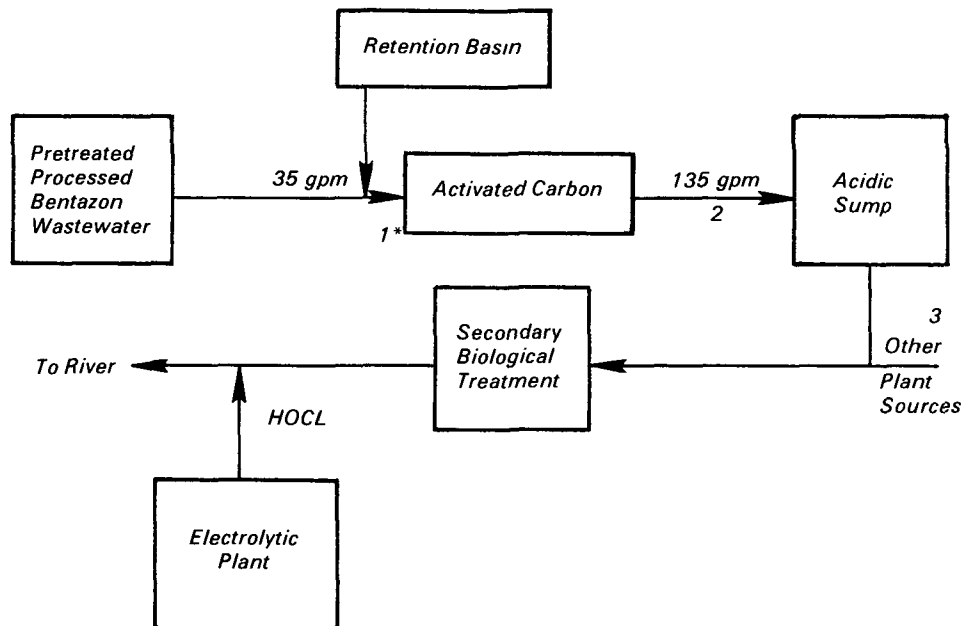 Retention Basin
Pretreated
Processed
Bentazon
Wastewater
35 gpm
1*
Activated Carbon
135 gpm
2
Acidic
Sump
3
Other
Plant
Sources
Secondary
Biological
Treatment
To River
HOCL
Electrolytic
Plant